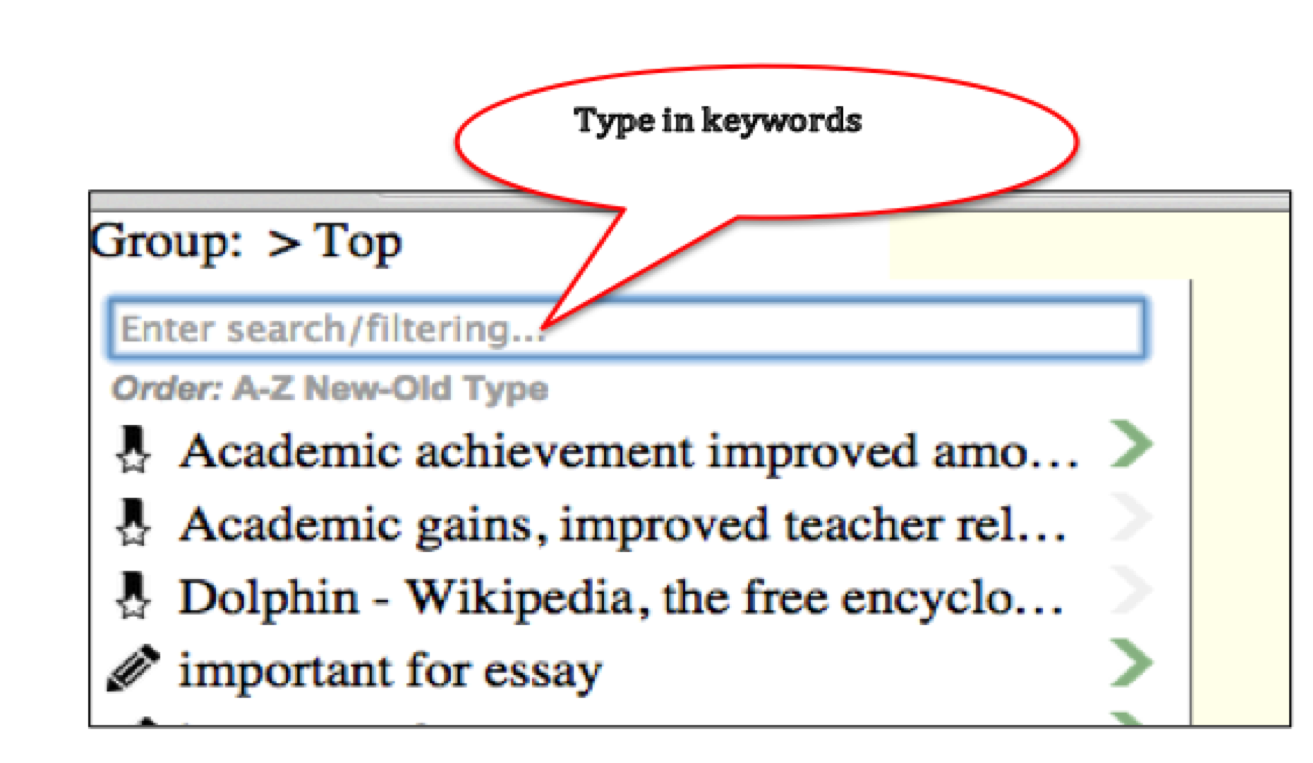 Type in keywords
Group: > Top
Enter search/filtering...
Order: A-Z New-Old Type
Academic achievement improved amo...
Academic gains, improved teacher rel...
Dolphin - Wikipedia, the free encyclo...
important for essay